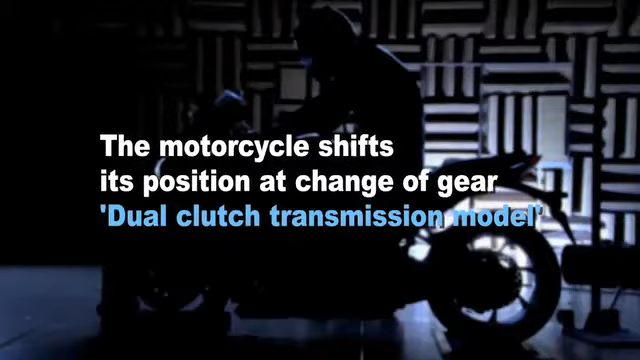 The motorcycle shifts
its position at change of gear
'Dual clutch transmission model'